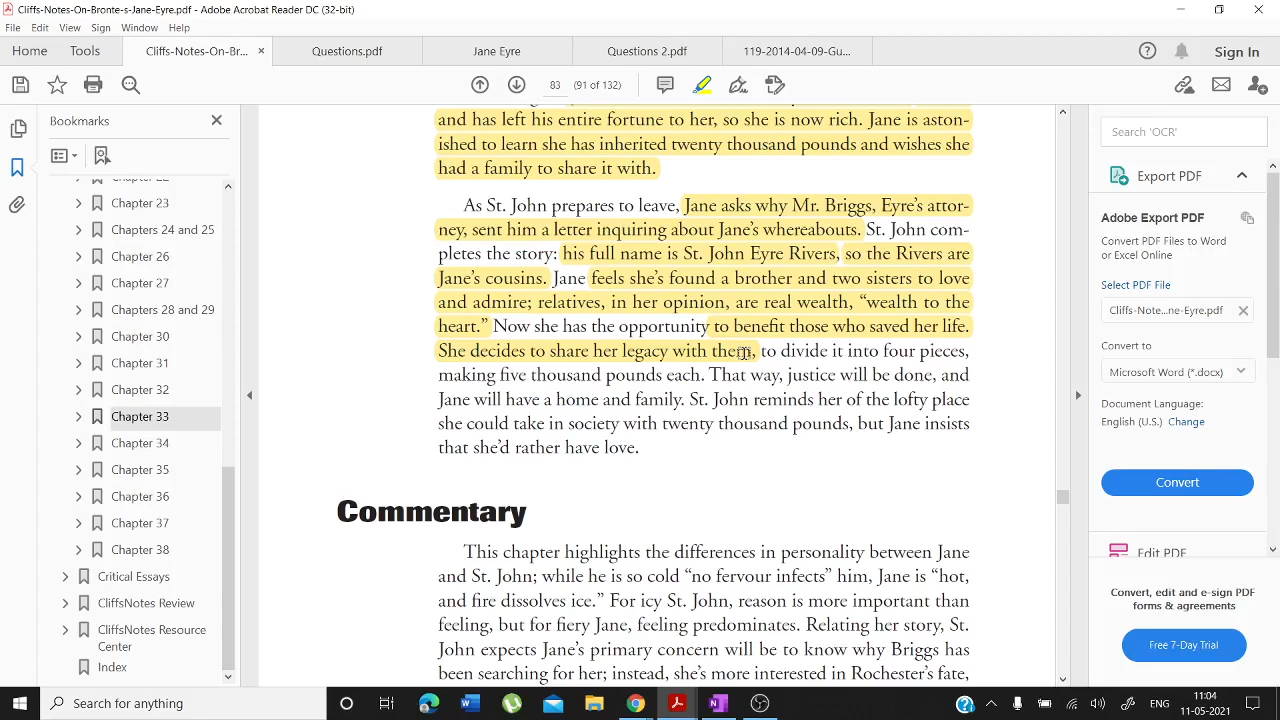 Cliffs-Notes-On-Bronte-s-Jane-Eyre.pdf - Adobe Acrobat Reader DC (32-bit)
File Edit View Sign Window Help
Home Tools Cliffs-Notes-On-Br... × Questions.pdf Jane Eyre Questions 2.pdf 119-2014-04-09-Gu... Sign In
83 (91 of 132)
Bookmarks
Chapter 23
Chapters 24 and 25
Chapter 26
Chapter 27
Chapters 28 and 29
Chapter 30
Chapter 31
Chapter 32
Chapter 33
Chapter 34
Chapter 35
Chapter 36
Chapter 37
Chapter 38
Critical Essays
CliffsNotes Review
CliffsNotes Resource
Center
Index
and has left his entire fortune to her, so she is now rich. Jane is aston-
ished to learn she has inherited twenty thousand pounds and wishes she
had a family to share it with.
As St. John prepares to leave, Jane asks why Mr. Briggs, Eyre's attor-
ney, sent him a letter inquiring about Jane's whereabouts. St. John com-
pletes the story: his full name is St. John Eyre Rivers, so the Rivers are
Jane's cousins. Jane feels she's found a brother and two sisters to love
and admire; relatives, in her opinion, are real wealth, “wealth to the
heart.” Now she has the opportunity to benefit those who saved her life.
She decides to share her legacy with them, to divide it into four pieces,
making five thousand pounds each. That way, justice will be done, and
Jane will have a home and family. St. John reminds her of the lofty place
she could take in society with twenty thousand pounds, but Jane insists
that she'd rather have love.
Commentary
This chapter highlights the differences in personality between Jane
and St. John; while he is so cold “no fervour infects” him, Jane is “hot,
and fire dissolves ice.” For icy St. John, reason is more important than
feeling, but for fiery Jane, feeling predominates. Relating her story, St.
John expects Jane's primary concern will be to know why Briggs has
been searching for her; instead, she's more interested in Rochester's fate,
Search 'OCR'
Export PDF
Adobe Export PDF
Convert PDF Files to Word
or Excel Online
Select PDF File
Cliffs-Note...ne-Eyre.pdf
Convert to
Microsoft Word (*.docx)
Document Language:
English (U.S.) Change
Convert
Edit PDF
Convert, edit and e-sign PDF
forms & agreements
Free 7-Day Trial
Search for anything
ENG
11:04
11-05-2021